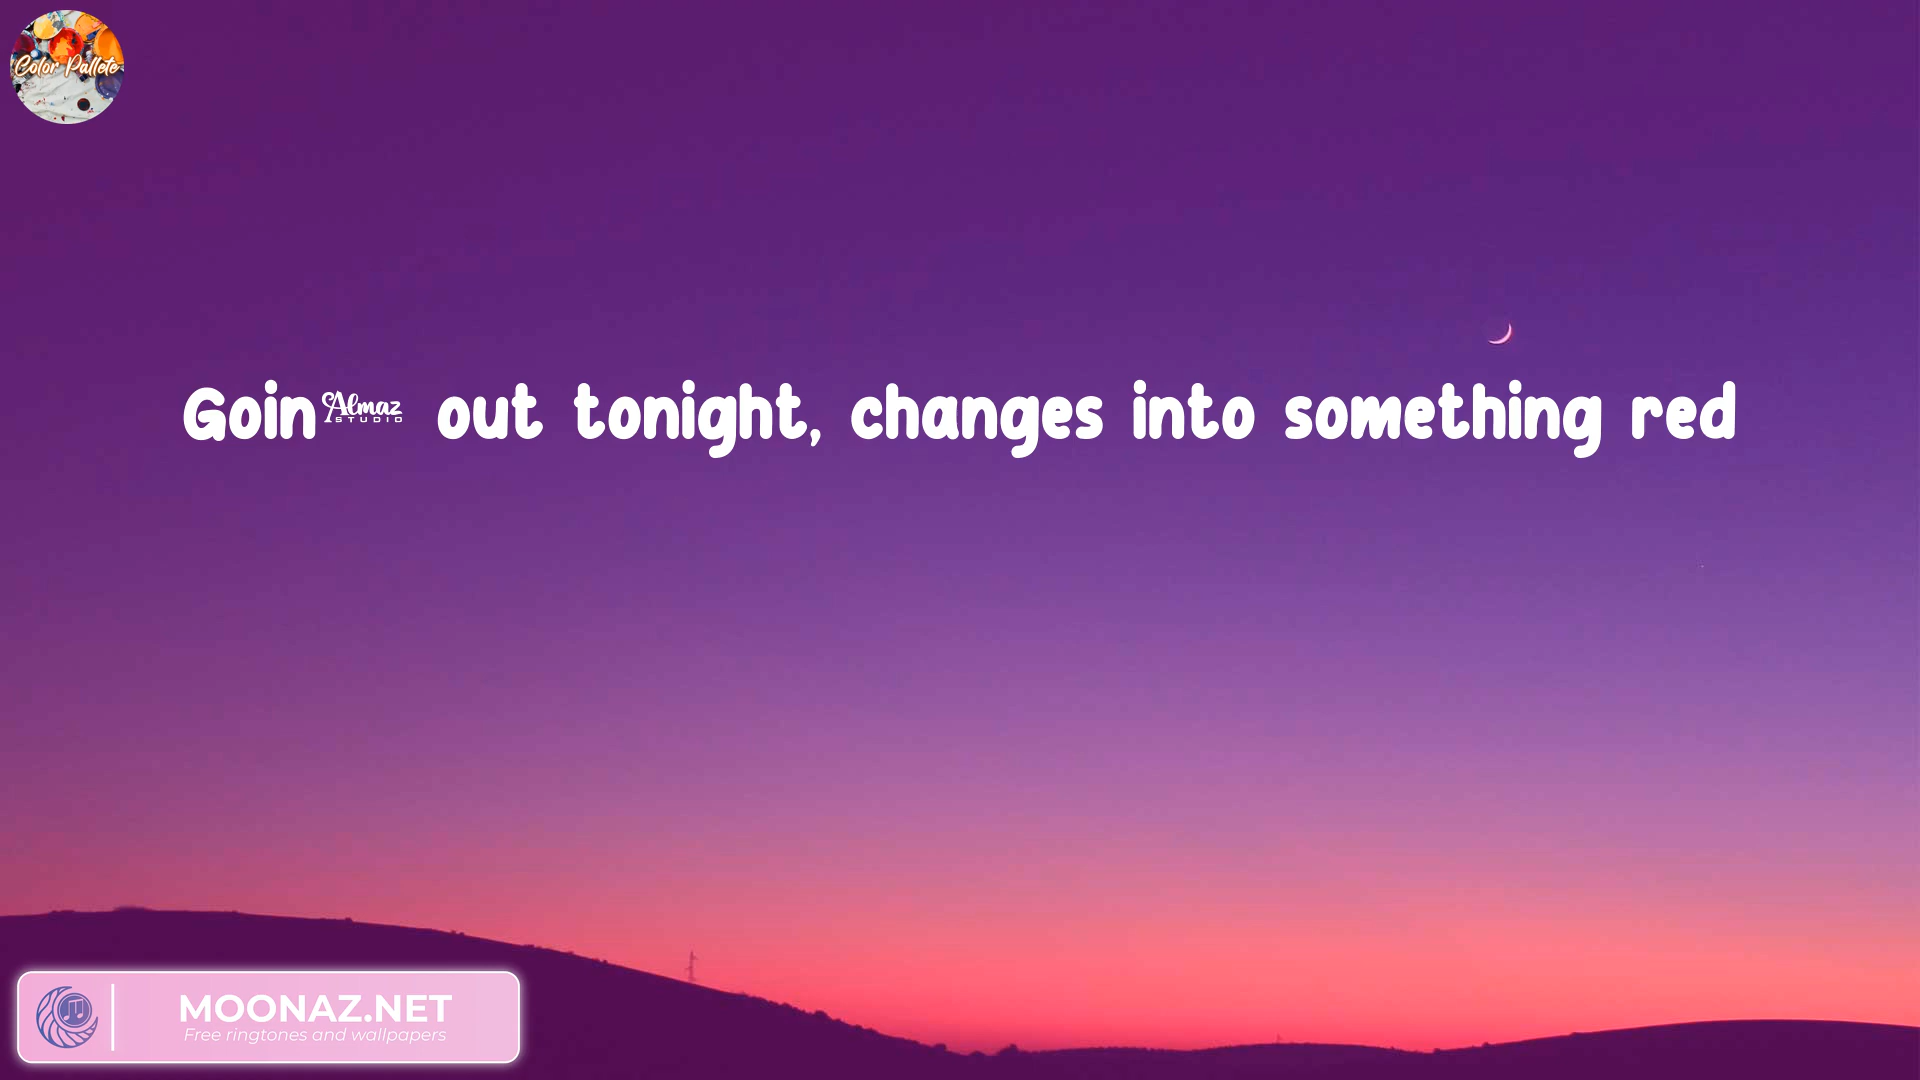 Color Pallete
Goin Almaz STUDIO out tonight, changes into something red
MOONAZ.NET
Free ringtones and wallpapers